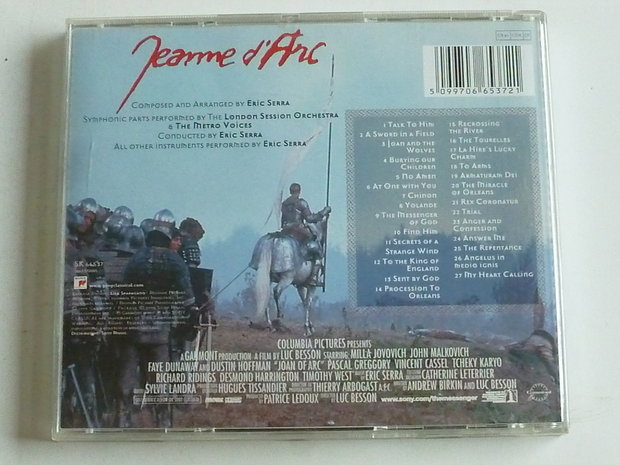 Jeanne d'Arc
5 099706 653721
Composed and Arranged by Eric Serra
Symphonic parts performed by The London Session Orchestra
& The Metro Voices
Conducted by Eric Serra
All other instruments performed by Eric Serra
1 Talk To Him
2 A Sword in a Field
3 Joan and the
Wolves
4 Burying our
Children
5 No Amen
6 At One with You
7 Chinon
8 Yolande
9 The Messenger
of God
10 Find Him
11 Secrets of a
Strange Wind
12 To the King of
England
13 Sent by God
14 Procession to
Orleans
15 Recrossing
the River
16 The Tourelles
17 La Hire's Lucky
Charm
18 To Arms
19 Armaturam Dei
20 The Miracle
of Orleans
21 Rex Coronatur
22 Trial
23 Anger and
Confession
24 Answer Me
25 The Repentance
26 Angelus in
medio ignis
27 My Heart Calling
SK
www.sonyclassical.com
COLUMBIA PICTURES PRESENTS
A GAUMONT PRODUCTION A FILM BY LUC BESSON STARRING MILLA JOVOVICH JOHN MALKOVICH
FAYE DUNAWAY AND DUSTIN HOFFMAN "JOAN OF ARC" PASCAL GREGGORY VINCENT CASSEL TCHEKY KARYO
RICHARD RIDINGS DESMOND HARRINGTON TIMOTHY WEST ERIC SERRA CATHERINE LETERRIER
SYLVIE LANDRA HUGUES TISSANDIER THIERRY ARBOGAST ANDREW BIRKIN AND LUC BESSON
PATRICE LEDOUX LUC BESSON www.sony.com/themessenger